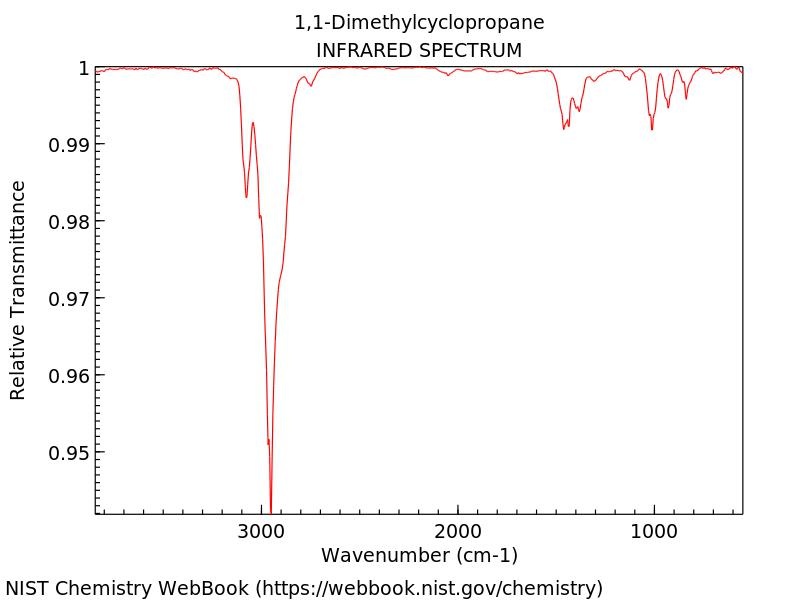 1,1-Dimethylcyclopropane
INFRARED SPECTRUM
1
0.99
0.98
0.97
0.96
0.95
Relative Transmittance
3000 2000 1000
Wavenumber (cm-1)
NIST Chemistry WebBook (https://webbook.nist.gov/chemistry)